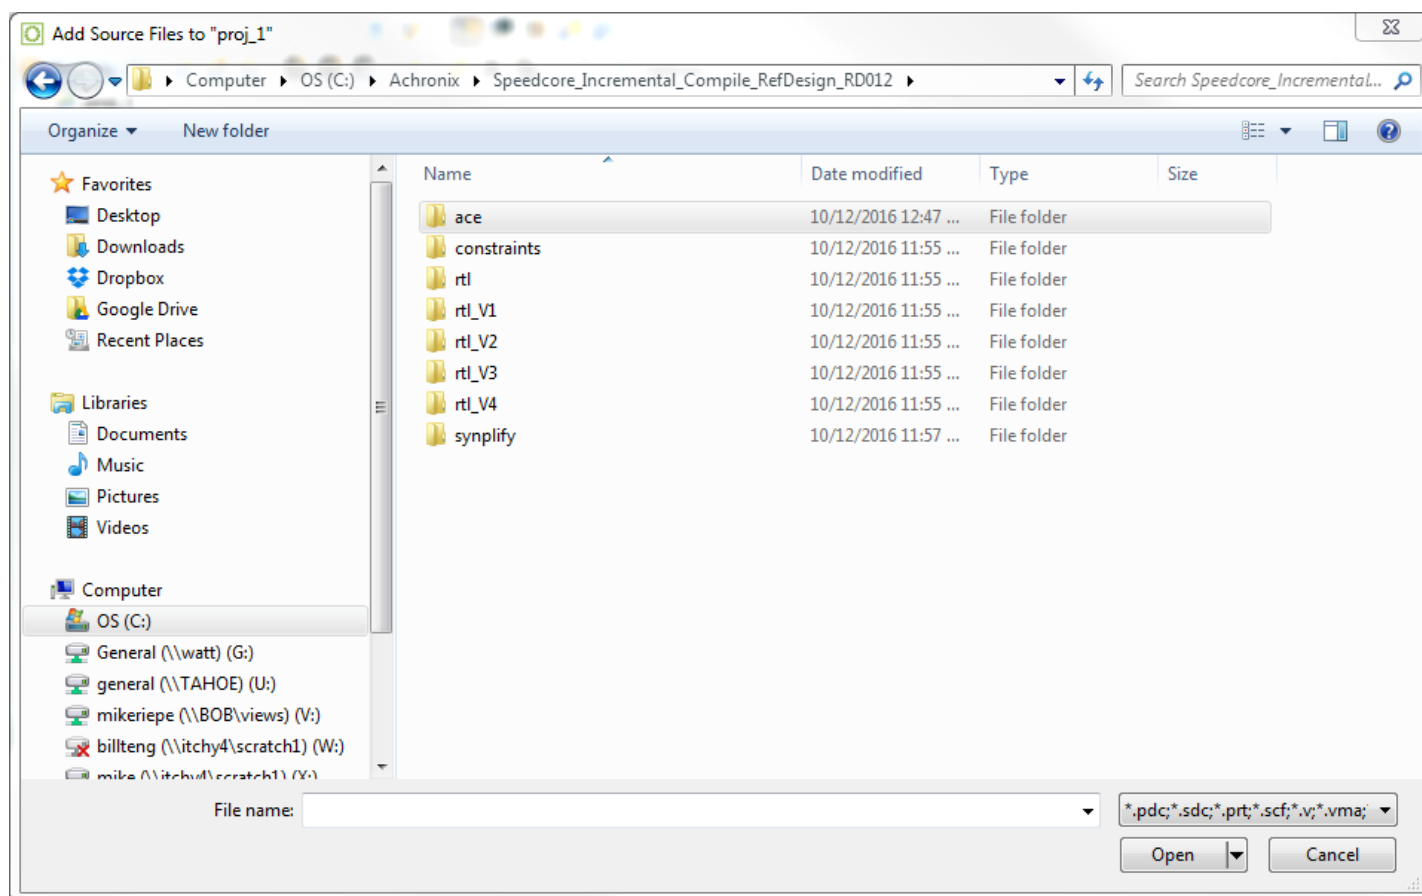 Add Source Files to "proj_1"
Computer OS (C:) Achronix Speedcore_Incremental_Compile_RefDesign_RD012
Search Speedcore_Incremental...
Organize New folder
Name Date modified Type Size
ace 10/12/2016 12:47 ... File folder
constraints 10/12/2016 11:55 ... File folder
rtl 10/12/2016 11:55 ... File folder
rtl_V1 10/12/2016 11:55 ... File folder
rtl_V2 10/12/2016 11:55 ... File folder
rtl_V3 10/12/2016 11:55 ... File folder
rtl_V4 10/12/2016 11:55 ... File folder
synplify 10/12/2016 11:57 ... File folder
Favorites
Desktop
Downloads
Dropbox
Google Drive
Recent Places
Libraries
Documents
Music
Pictures
Videos
Computer
OS (C:)
General (\\watt) (G:)
general (\\TAHOE) (U:)
mikeriepe (\\BOB\views) (V:)
billteng (\\itchy4\scratch1) (W:)
mike (\\itchy4\scratch1) (X:)
File name:
*.pdc;*.sdc;*.prt;*.scf;*.v;*.vma;
Open Cancel